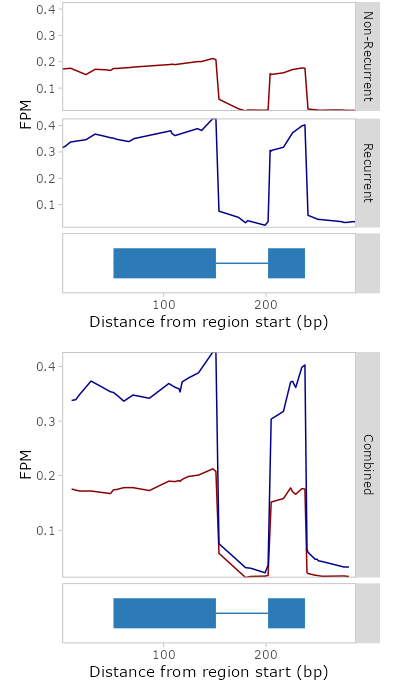 0.4
0.3
0.2
0.1
Non-Recurrent
FPM
0.4
0.3
0.2
0.1
Recurrent
100 200
Distance from region start (bp)
0.4
0.3
0.1
FPM
Combined
100 200
Distance from region start (bp)